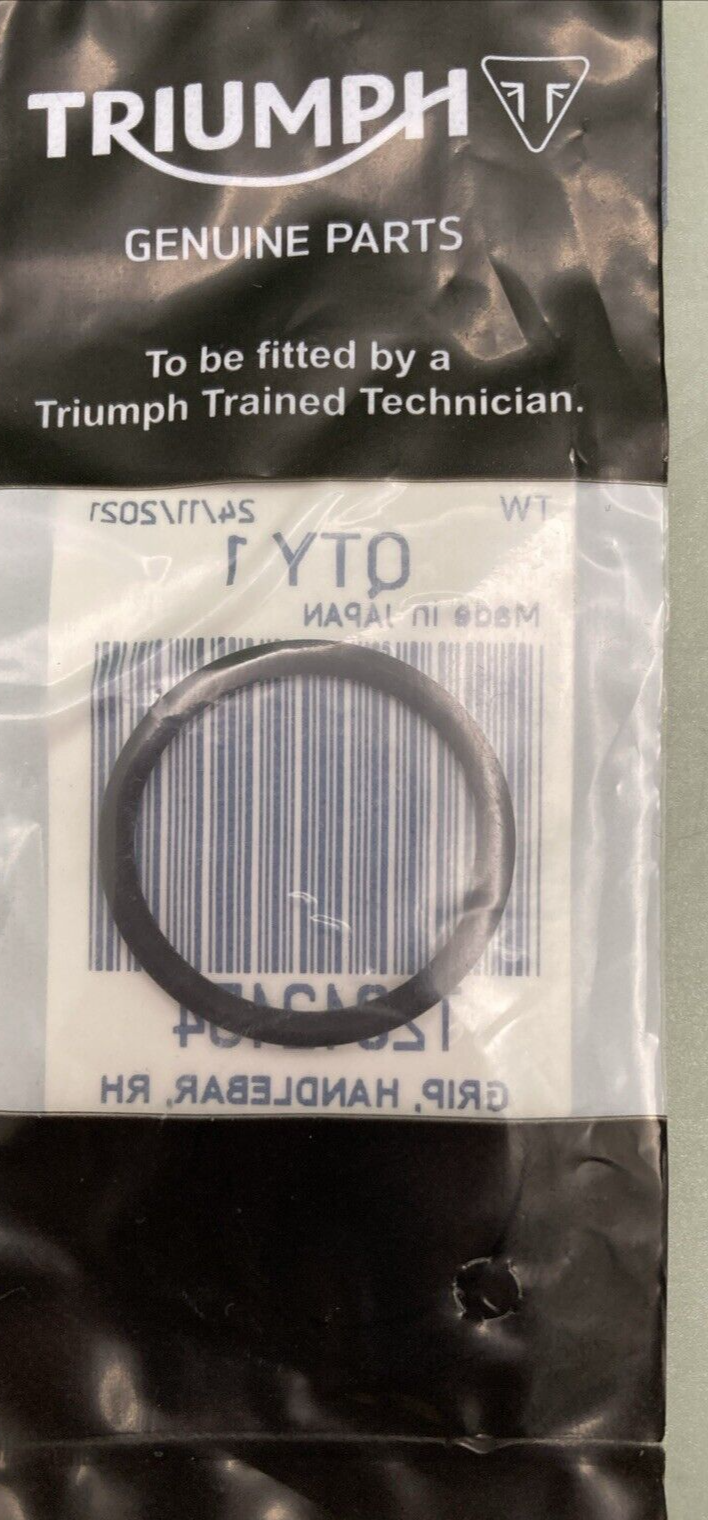 TRIUMPH
GENUINE PARTS
To be fitted by a
Triumph Trained Technician.
TW 24/11/2021
QTY 1
Made in JAPAN
GRIP, HANDLEBAR, RH